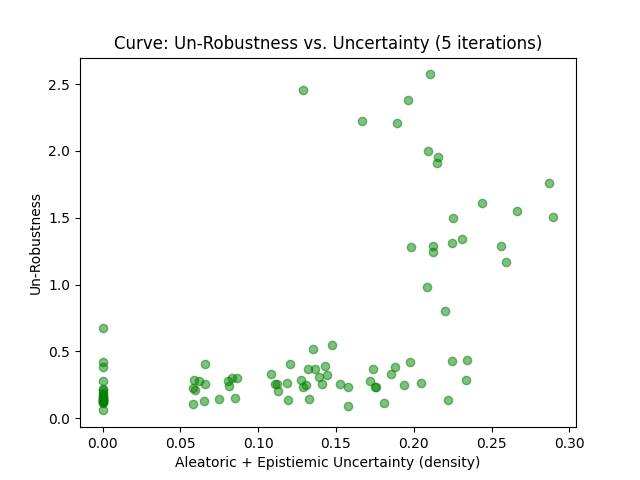 Curve: Un-Robustness vs. Uncertainty (5 iterations)
2.5
2.0
1.5
1.0
0.5
0.0
Un-Robustness
0.00 0.05 0.10 0.15 0.20 0.25 0.30
Aleatoric + Epistiemic Uncertainty (density)